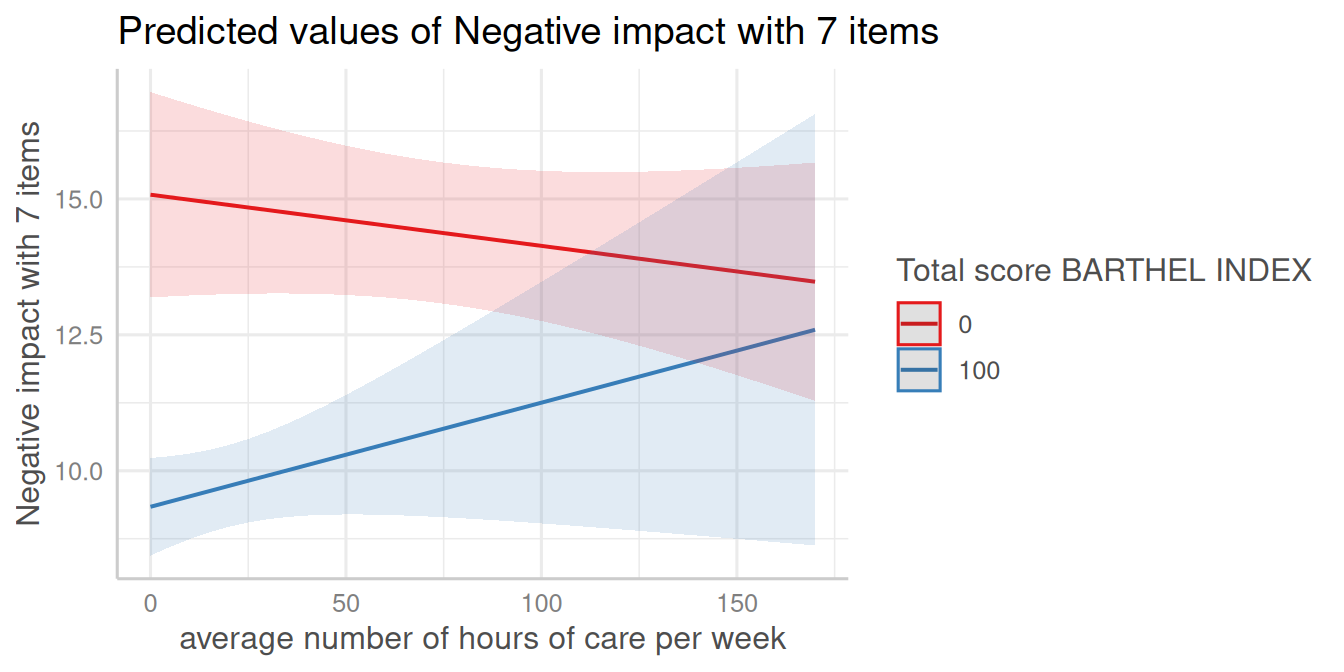 Predicted values of Negative impact with 7 items
Negative impact with 7 items
15.0
12.5
10.0
0 50 100 150
average number of hours of care per week
Total score BARTHEL INDEX
0
100